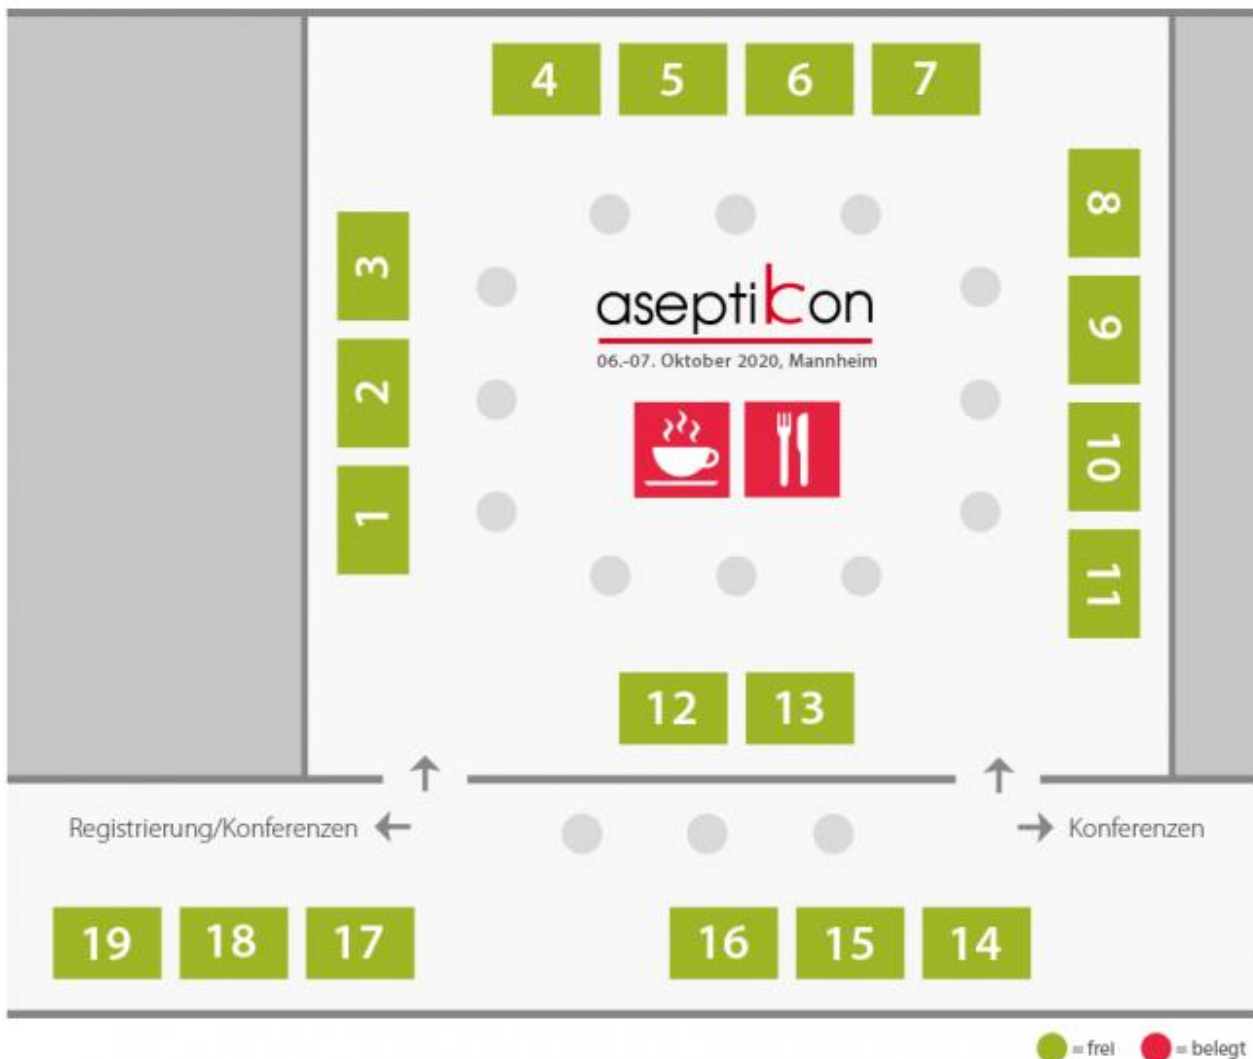 4 5 6 7
8
3
aseptikon
9
06.-07. Oktober 2020, Mannheim
2
10
1
11
12 13
Registrierung/Konferenzen
Konferenzen
19 18 17 16 15 14
= frei = belegt